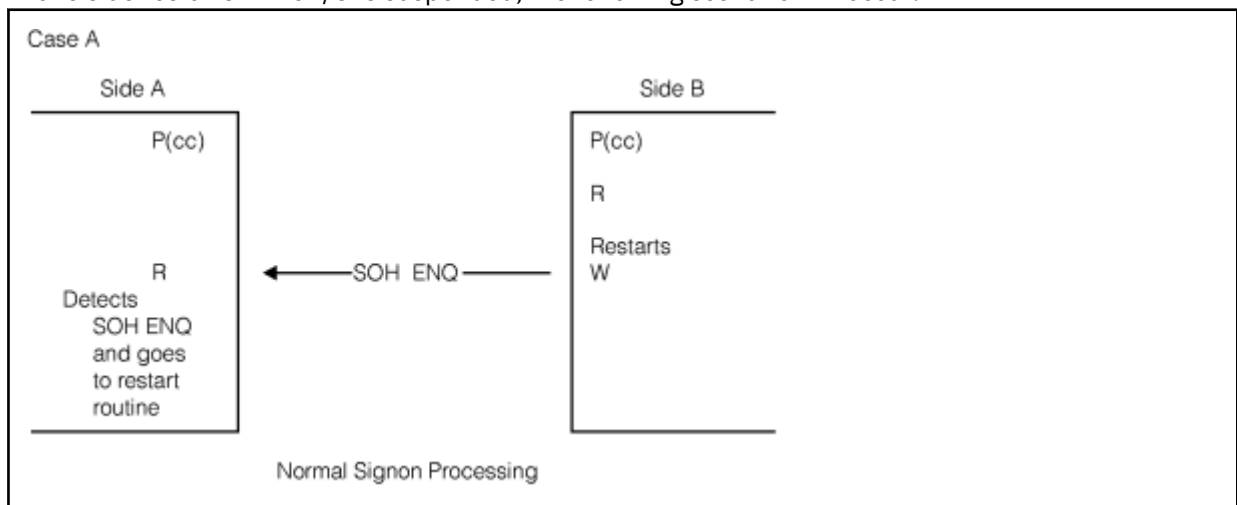 Case A
Side A
Side B
P(cc)
P(cc)
R
Restarts
R
SOH ENQ
W
Detects
SOH ENQ
and goes
to restart
routine
Normal Signon Processing